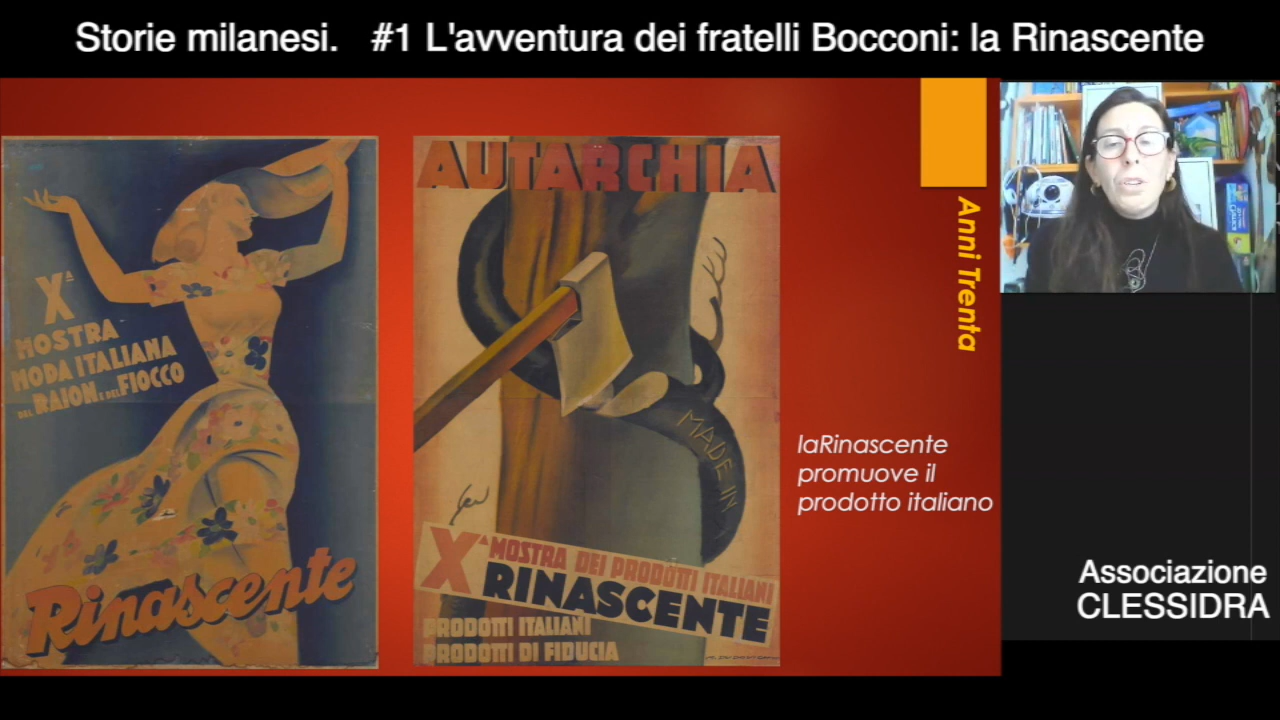 Storie milanesi. #1 L'avventura dei fratelli Bocconi: la Rinascente
Xª
MOSTRA
MODA ITALIANA
DEL RAION E DEL FIOCCO
Rinascente
AUTARCHIA
MADE IN
Xª MOSTRA DEI PRODOTTI ITALIANI
RINASCENTE
PRODOTTI ITALIANI
PRODOTTI DI FIDUCIA
Anni Trenta
laRinascente
promuove il
prodotto italiano
Associazione
CLESSIDRA